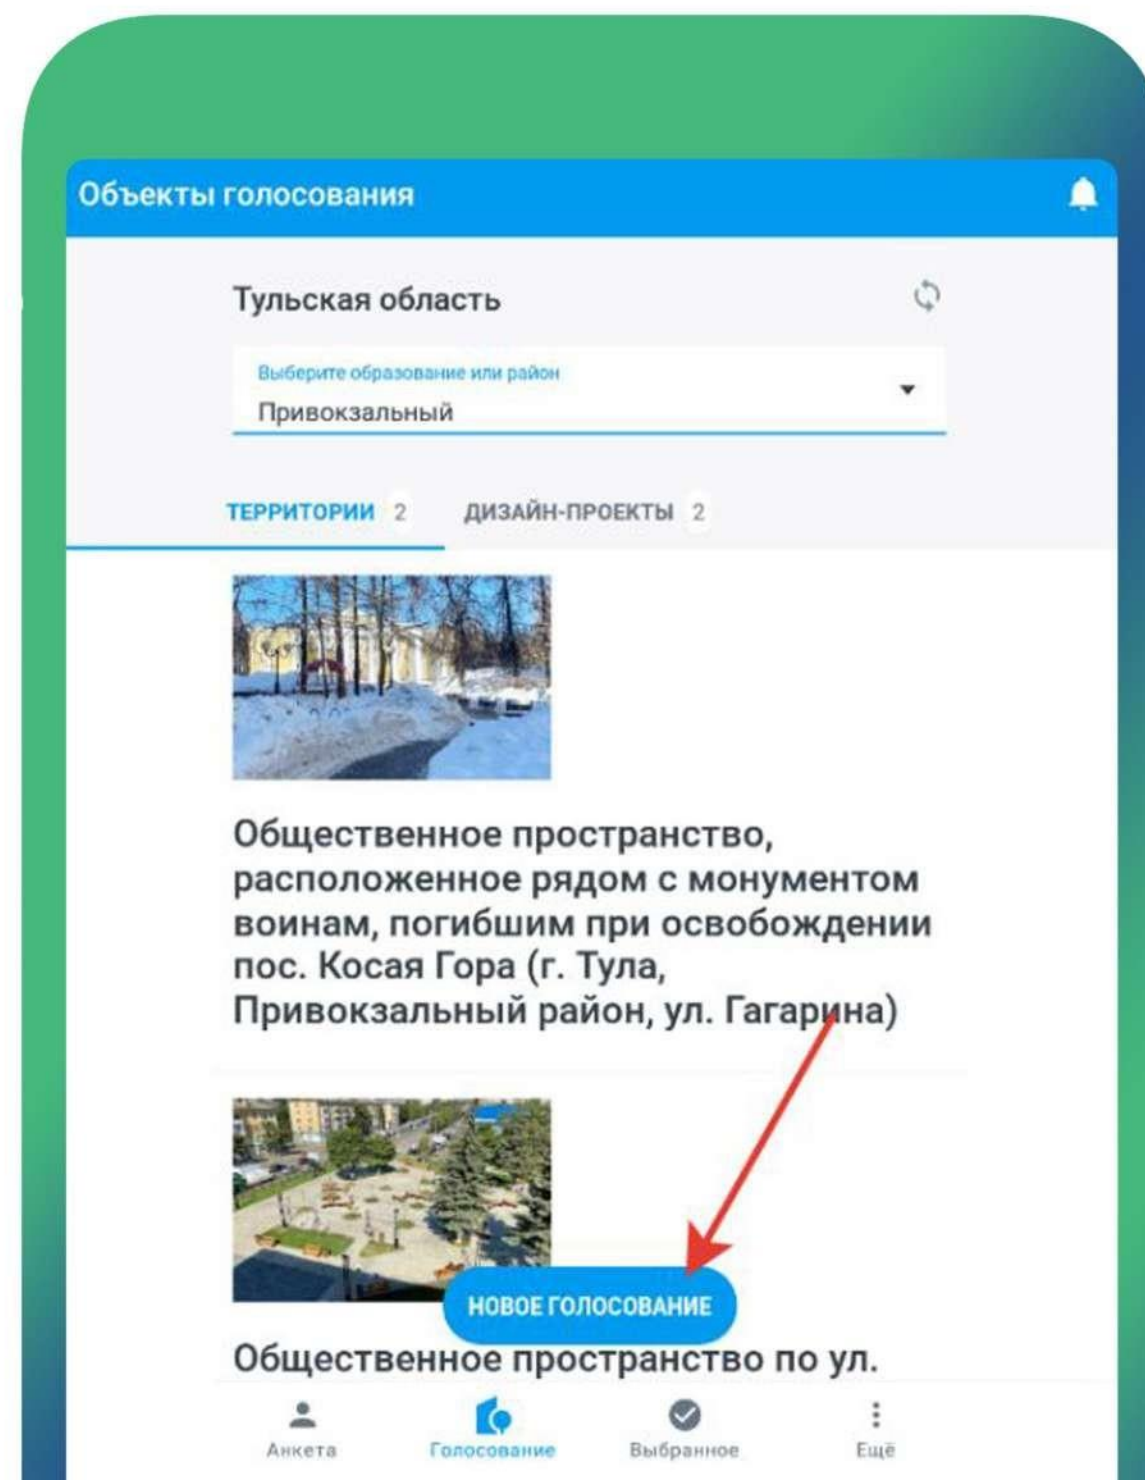 Объекты голосования
Тульская область
Выберите образование или район
Привокзальный
ТЕРРИТОРИИ 2 ДИЗАЙН-ПРОЕКТЫ 2
Общественное пространство,
расположенное рядом с монументом
воинам, погибшим при освобождении
пос. Косая Гора (г. Тула,
Привокзальный район, ул. Гагарина)
НОВОЕ ГОЛОСОВАНИЕ
Общественное пространство по ул.
Анкета Голосование Выбранное Ещё